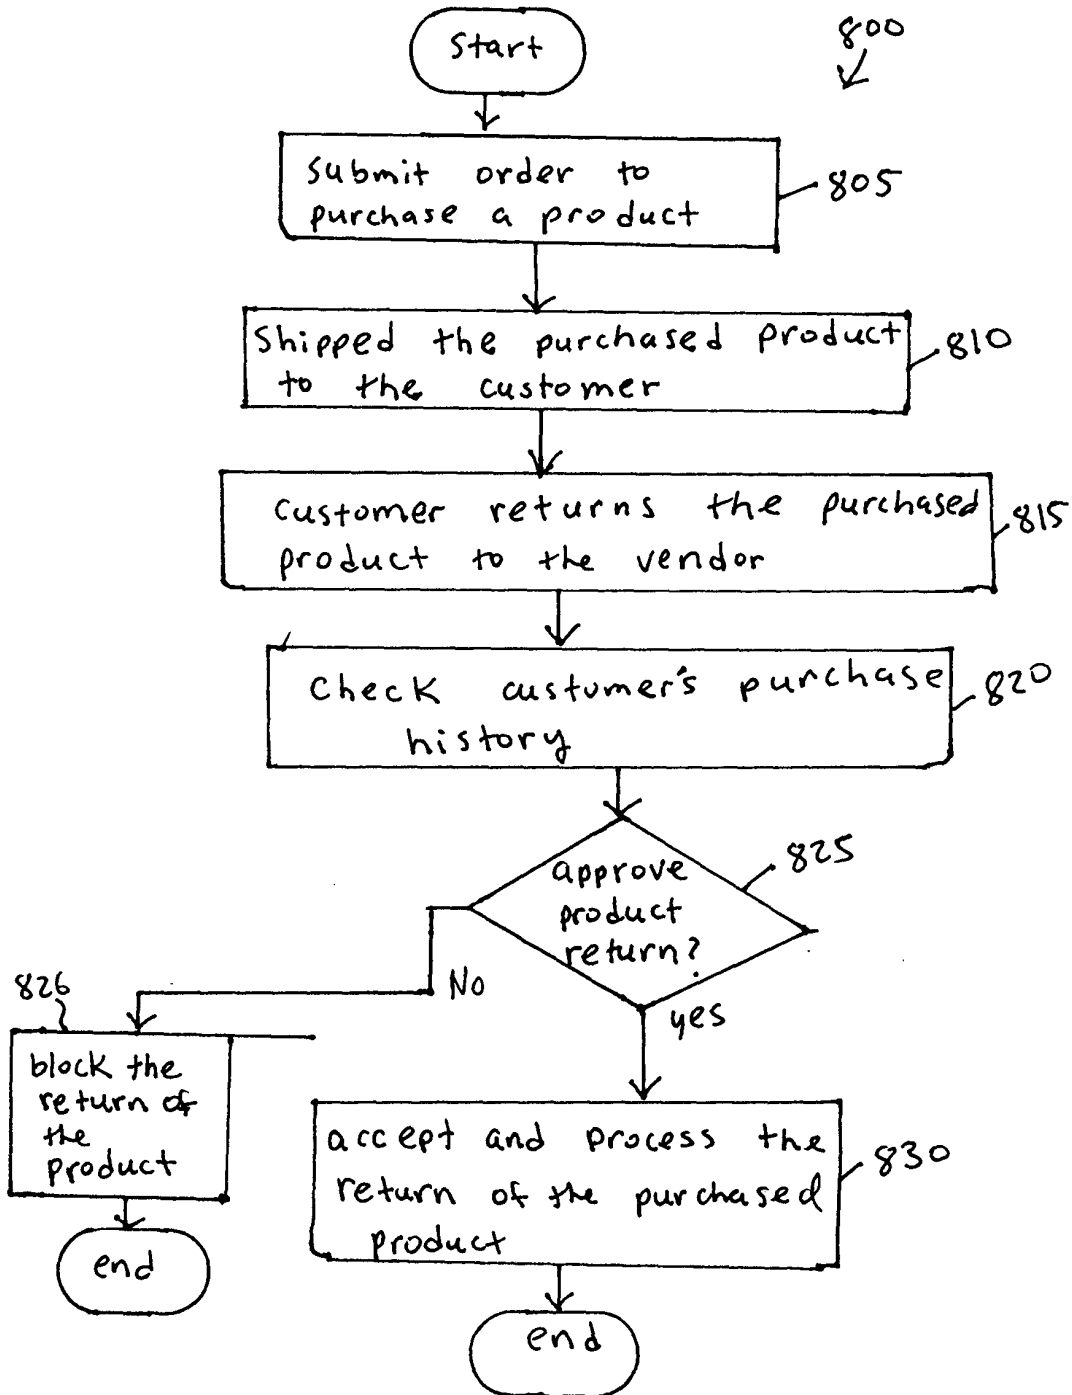 Start
800
submit order to
purchase a product
805
Shipped the purchased product
to the customer
810
customer returns the purchased
product to the vendor
815
Check customer's purchase
history
820
approve
product
return?
825
No
yes
826
block the
return of
the
product
accept and process the
return of the purchased
product
830
end
end